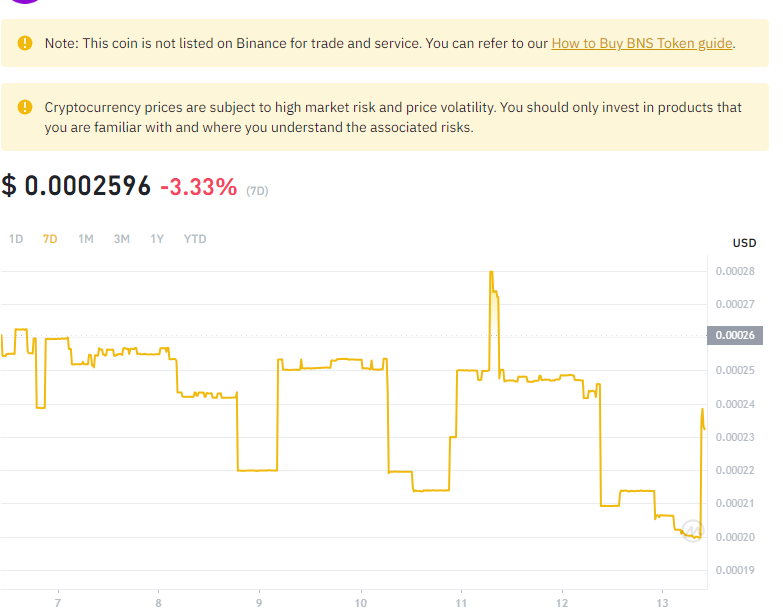 Note: This coin is not listed on Binance for trade and service. You can refer to our How to Buy BNS Token guide.
Cryptocurrency prices are subject to high market risk and price volatility. You should only invest in products that
you are familiar with and where you understand the associated risks.
$ 0.0002596 -3.33% (7D)
1D 7D 1M 3M 1Y YTD
USD
0.00028
0.00027
0.00026
0.00025
0.00024
0.00023
0.00022
0.00021
0.00020
0.00019
7 8 9 10 11 12 13